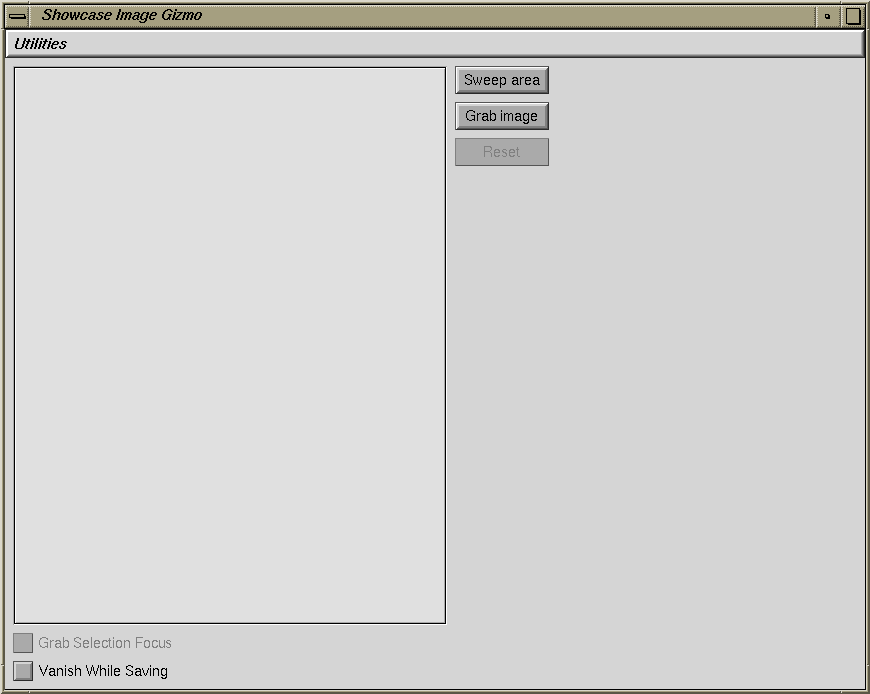 Showcase Image Gizmo
Utilities
Sweep area
Grab image
Reset
Grab Selection Focus
Vanish While Saving